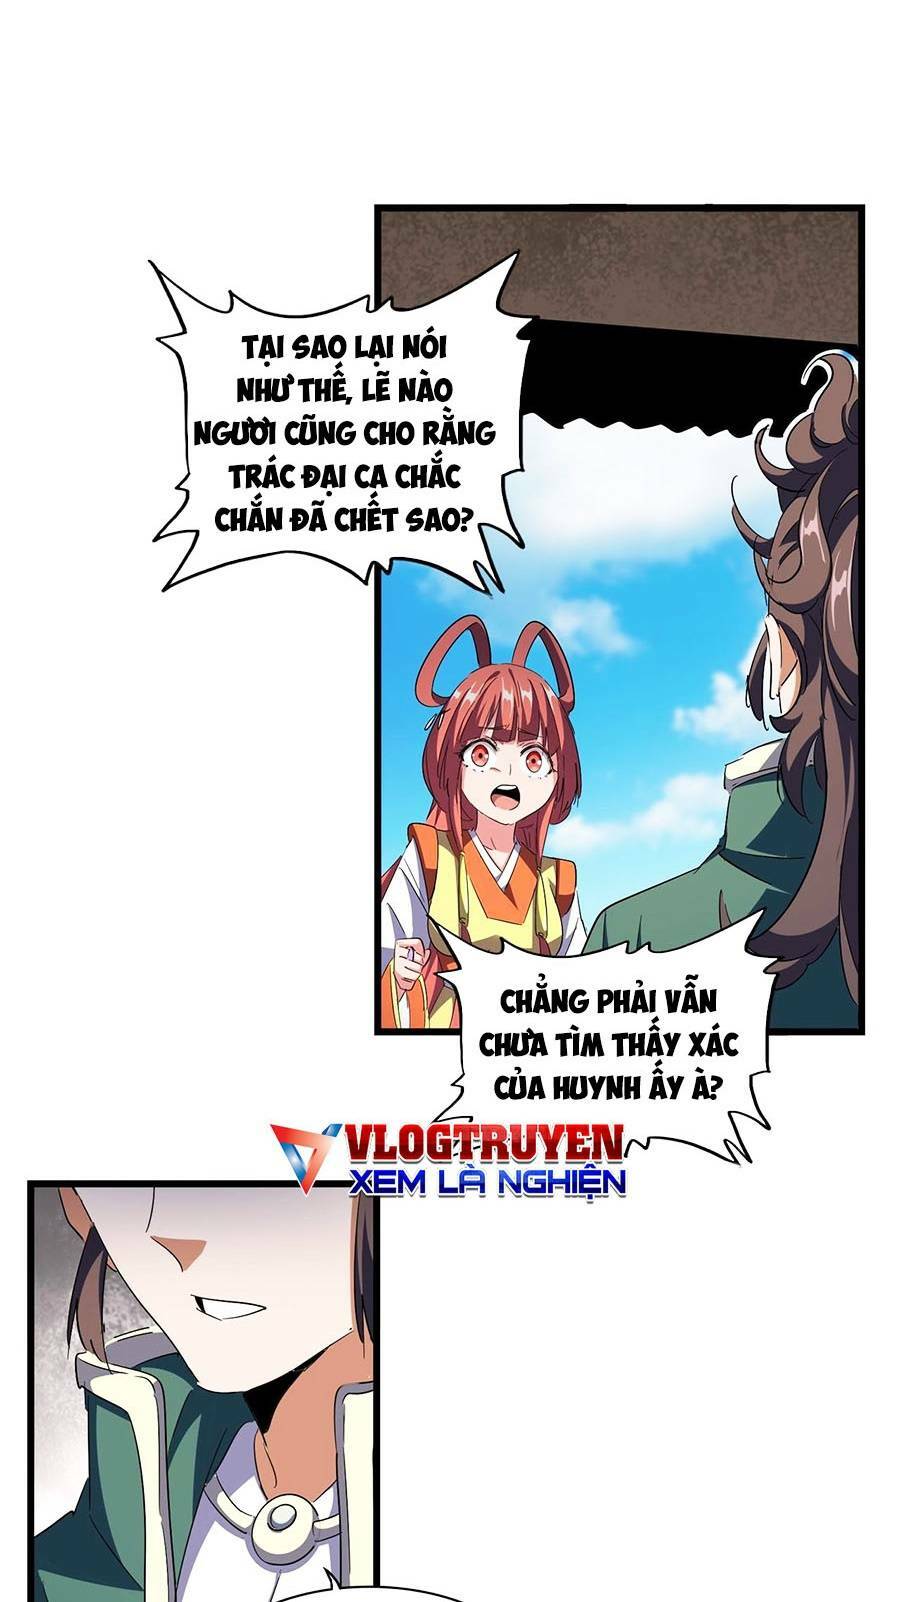 TẠI SAO LẠI NÓI
NHƯ THẾ, LẼ NÀO
NGƯƠI CŨNG CHO RẰNG
TRÁC ĐẠI CA CHẮC
CHẮN ĐÃ CHẾT SAO?
CHẲNG PHẢI VẪN
CHƯA TÌM THẤY XÁC
CỦA HUYNH ẤY À?
VLOGTRUYEN
XEM LÀ NGHIỆN